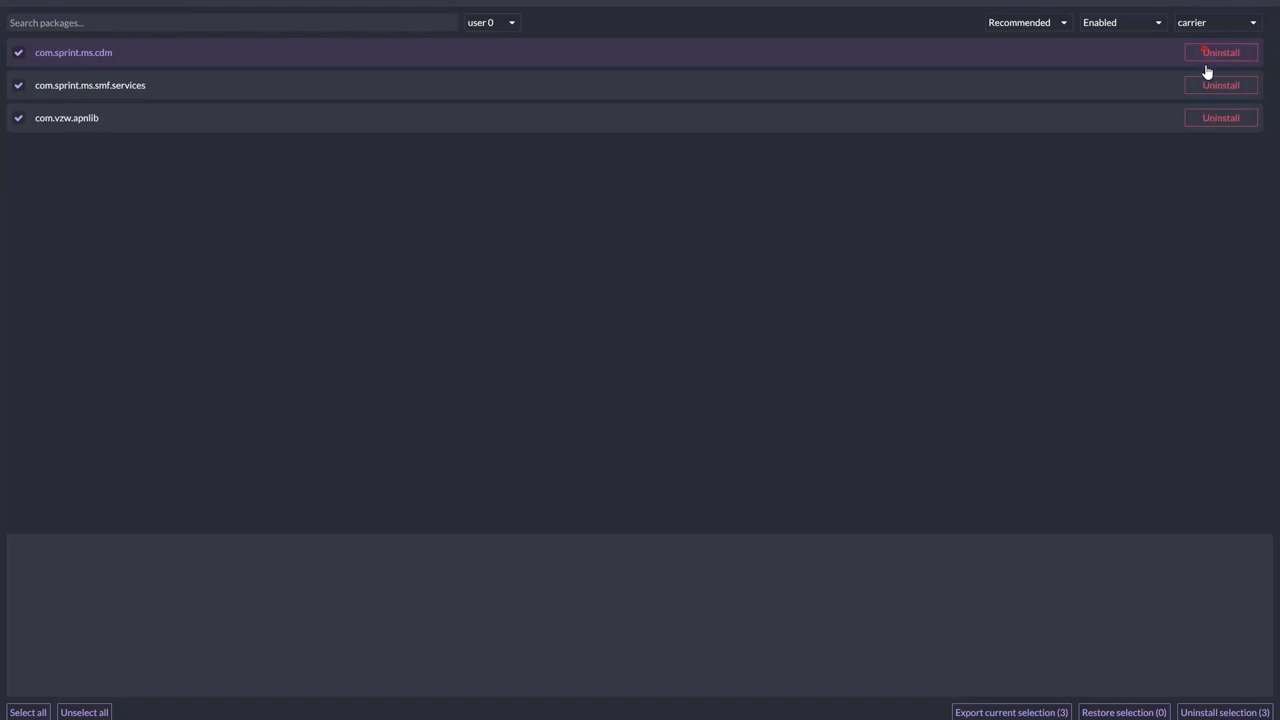 Search packages...
user 0
Recommended
Enabled
carrier
com.sprint.ms.cdm
Uninstall
com.sprint.ms.smf.services
Uninstall
com.vzw.apnlib
Uninstall
Select all
Unselect all
Export current selection (3)
Restore selection (0)
Uninstall selection (3)